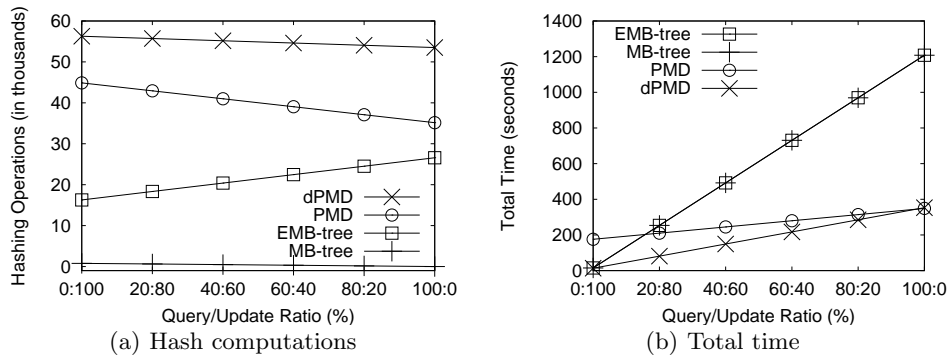 Hashing Operations (in thousands)
60
50
40
30
20
10
0
dPMD
PMD
EMB-tree
MB-tree
0:100 20:80 40:60 60:40 80:20 100:0
Query/Update Ratio (%)
(a) Hash computations
Total Time (seconds)
1400
1200
1000
800
600
400
200
0
EMB-tree
MB-tree
PMD
dPMD
0:100 20:80 40:60 60:40 80:20 100:0
Query/Update Ratio (%)
(b) Total time